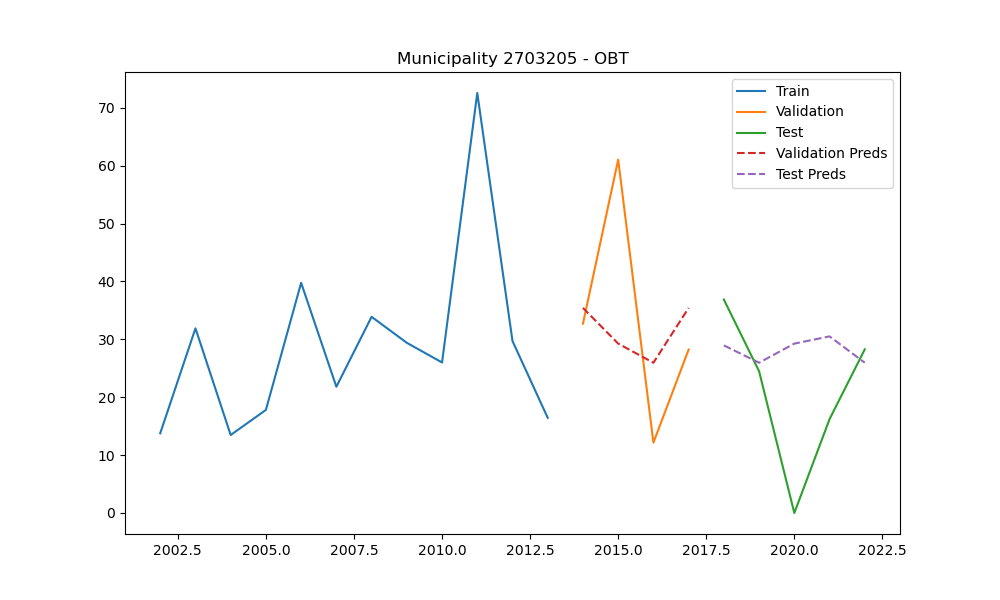 Municipality 2703205 - OBT
Train
Validation
Test
Validation Preds
Test Preds
70
60
50
40
30
20
10
0
2002.5 2005.0 2007.5 2010.0 2012.5 2015.0 2017.5 2020.0 2022.5